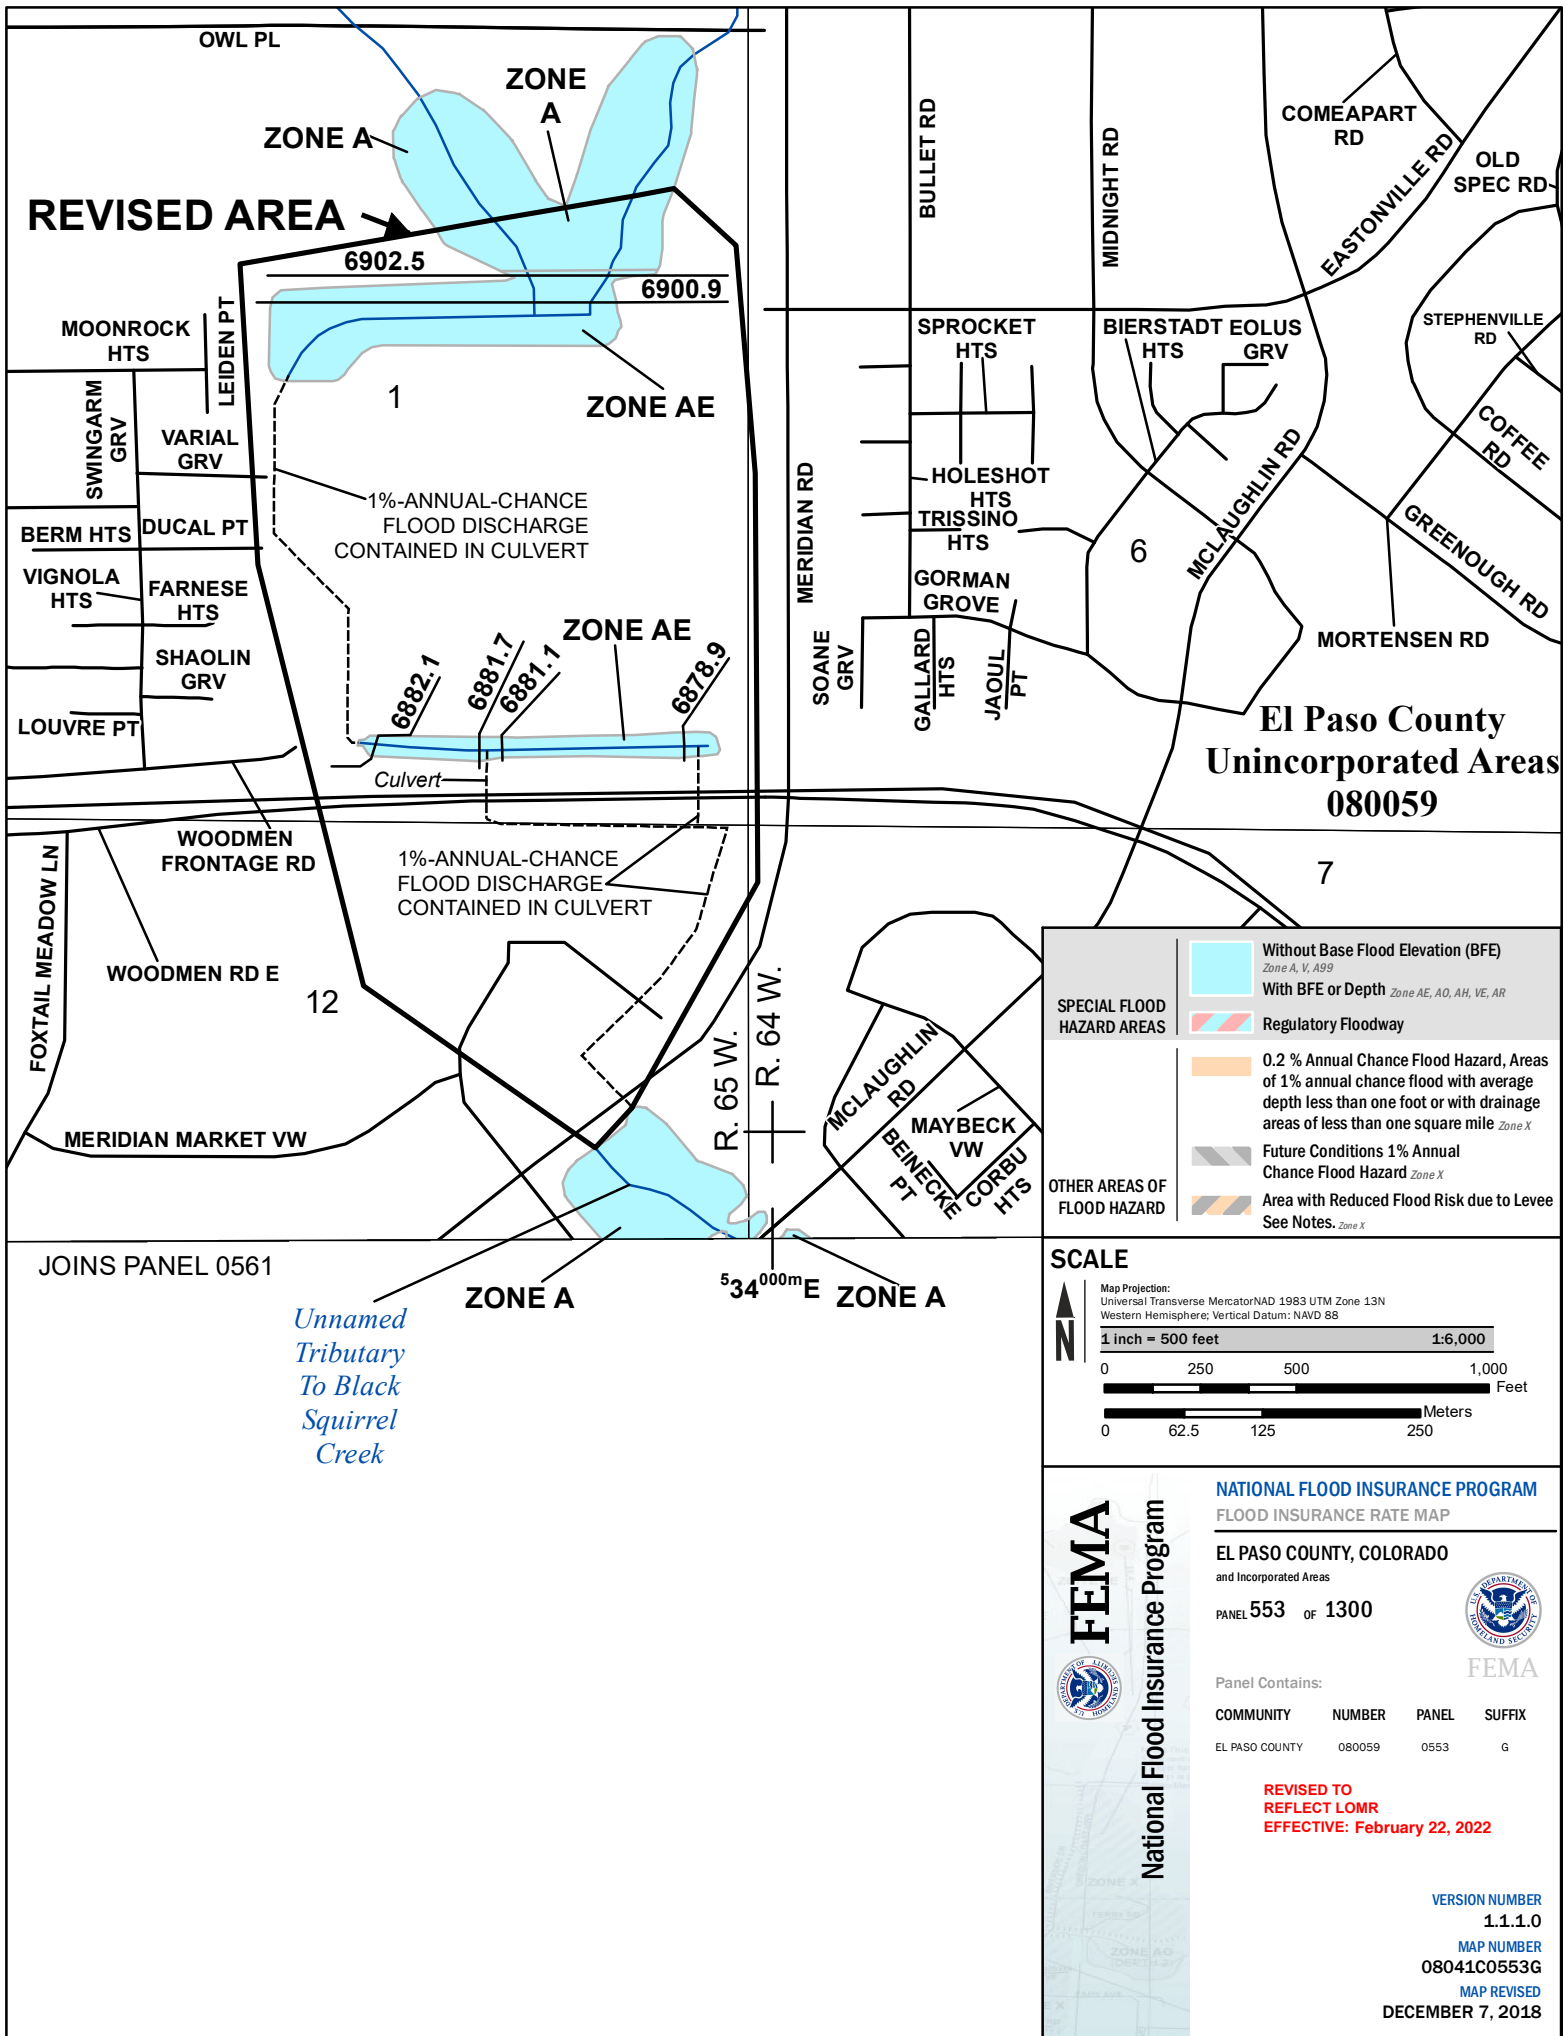 OWL PL
ZONE
A
ZONE A
REVISED AREA
6902.5
6900.9
MOONROCK
HTS
LEIDEN PT
SWINGARM
GRV
VARIAL
GRV
1
ZONE AE
1%-ANNUAL-CHANCE
FLOOD DISCHARGE
CONTAINED IN CULVERT
BERM HTS
DUCAL PT
VIGNOLA
HTS
FARNESE
HTS
SHAOLIN
GRV
LOUVRE PT
ZONE AE
6882.1
6881.7
6881.1
6878.9
Culvert
WOODMEN
FRONTAGE RD
1%-ANNUAL-CHANCE
FLOOD DISCHARGE
CONTAINED IN CULVERT
FOXTAIL MEADOW LN
WOODMEN RD E
12
MERIDIAN MARKET VW
R. 65 W.
R. 64 W.
BULLET RD
MIDNIGHT RD
COMEAPART
RD
OLD
SPEC RD
EASTONVILLE RD
SPROCKET
HTS
BIERSTADT
HTS
EOLUS
GRV
STEPHENVILLE
RD
COFFEE
RD
MERIDIAN RD
HOLESHOT
HTS
TRISSINO
HTS
MCLAUGHLIN RD
6
GREENOUGH RD
GORMAN
GROVE
MORTENSEN RD
SOANE
GRV
GALLARD
HTS
JAOUL
PT
El Paso County
Unincorporated Areas
080059
7
MCLAUGHLIN
RD
MAYBECK
VW
BEINECKE
PT
CORBU
HTS
JOINS PANEL 0561
ZONE A
534000mE
ZONE A
Unnamed
Tributary
To Black
Squirrel
Creek
SPECIAL FLOOD
HAZARD AREAS
Without Base Flood Elevation (BFE)
Zone A, V, A99
With BFE or Depth Zone AE, AO, AH, VE, AR
Regulatory Floodway
OTHER AREAS OF
FLOOD HAZARD
0.2 % Annual Chance Flood Hazard, Areas
of 1% annual chance flood with average
depth less than one foot or with drainage
areas of less than one square mile Zone X
Future Conditions 1% Annual
Chance Flood Hazard Zone X
Area with Reduced Flood Risk due to Levee
See Notes. Zone X
SCALE
N
Map Projection:
Universal Transverse MercatorNAD 1983 UTM Zone 13N
Western Hemisphere; Vertical Datum: NAVD 88
1 inch = 500 feet 1:6,000
0 250 500 1,000
Feet
Meters
0 62.5 125 250
FEMA
National Flood Insurance Program
NATIONAL FLOOD INSURANCE PROGRAM
FLOOD INSURANCE RATE MAP
EL PASO COUNTY, COLORADO
and Incorporated Areas
PANEL 553 OF 1300
U.S. DEPARTMENT OF
HOMELAND SECURITY
FEMA
Panel Contains:
COMMUNITY NUMBER PANEL SUFFIX
EL PASO COUNTY 080059 0553 G
REVISED TO
REFLECT LOMR
EFFECTIVE: February 22, 2022
VERSION NUMBER
1.1.1.0
MAP NUMBER
08041C0553G
MAP REVISED
DECEMBER 7, 2018
ZONE X
ZONE AO